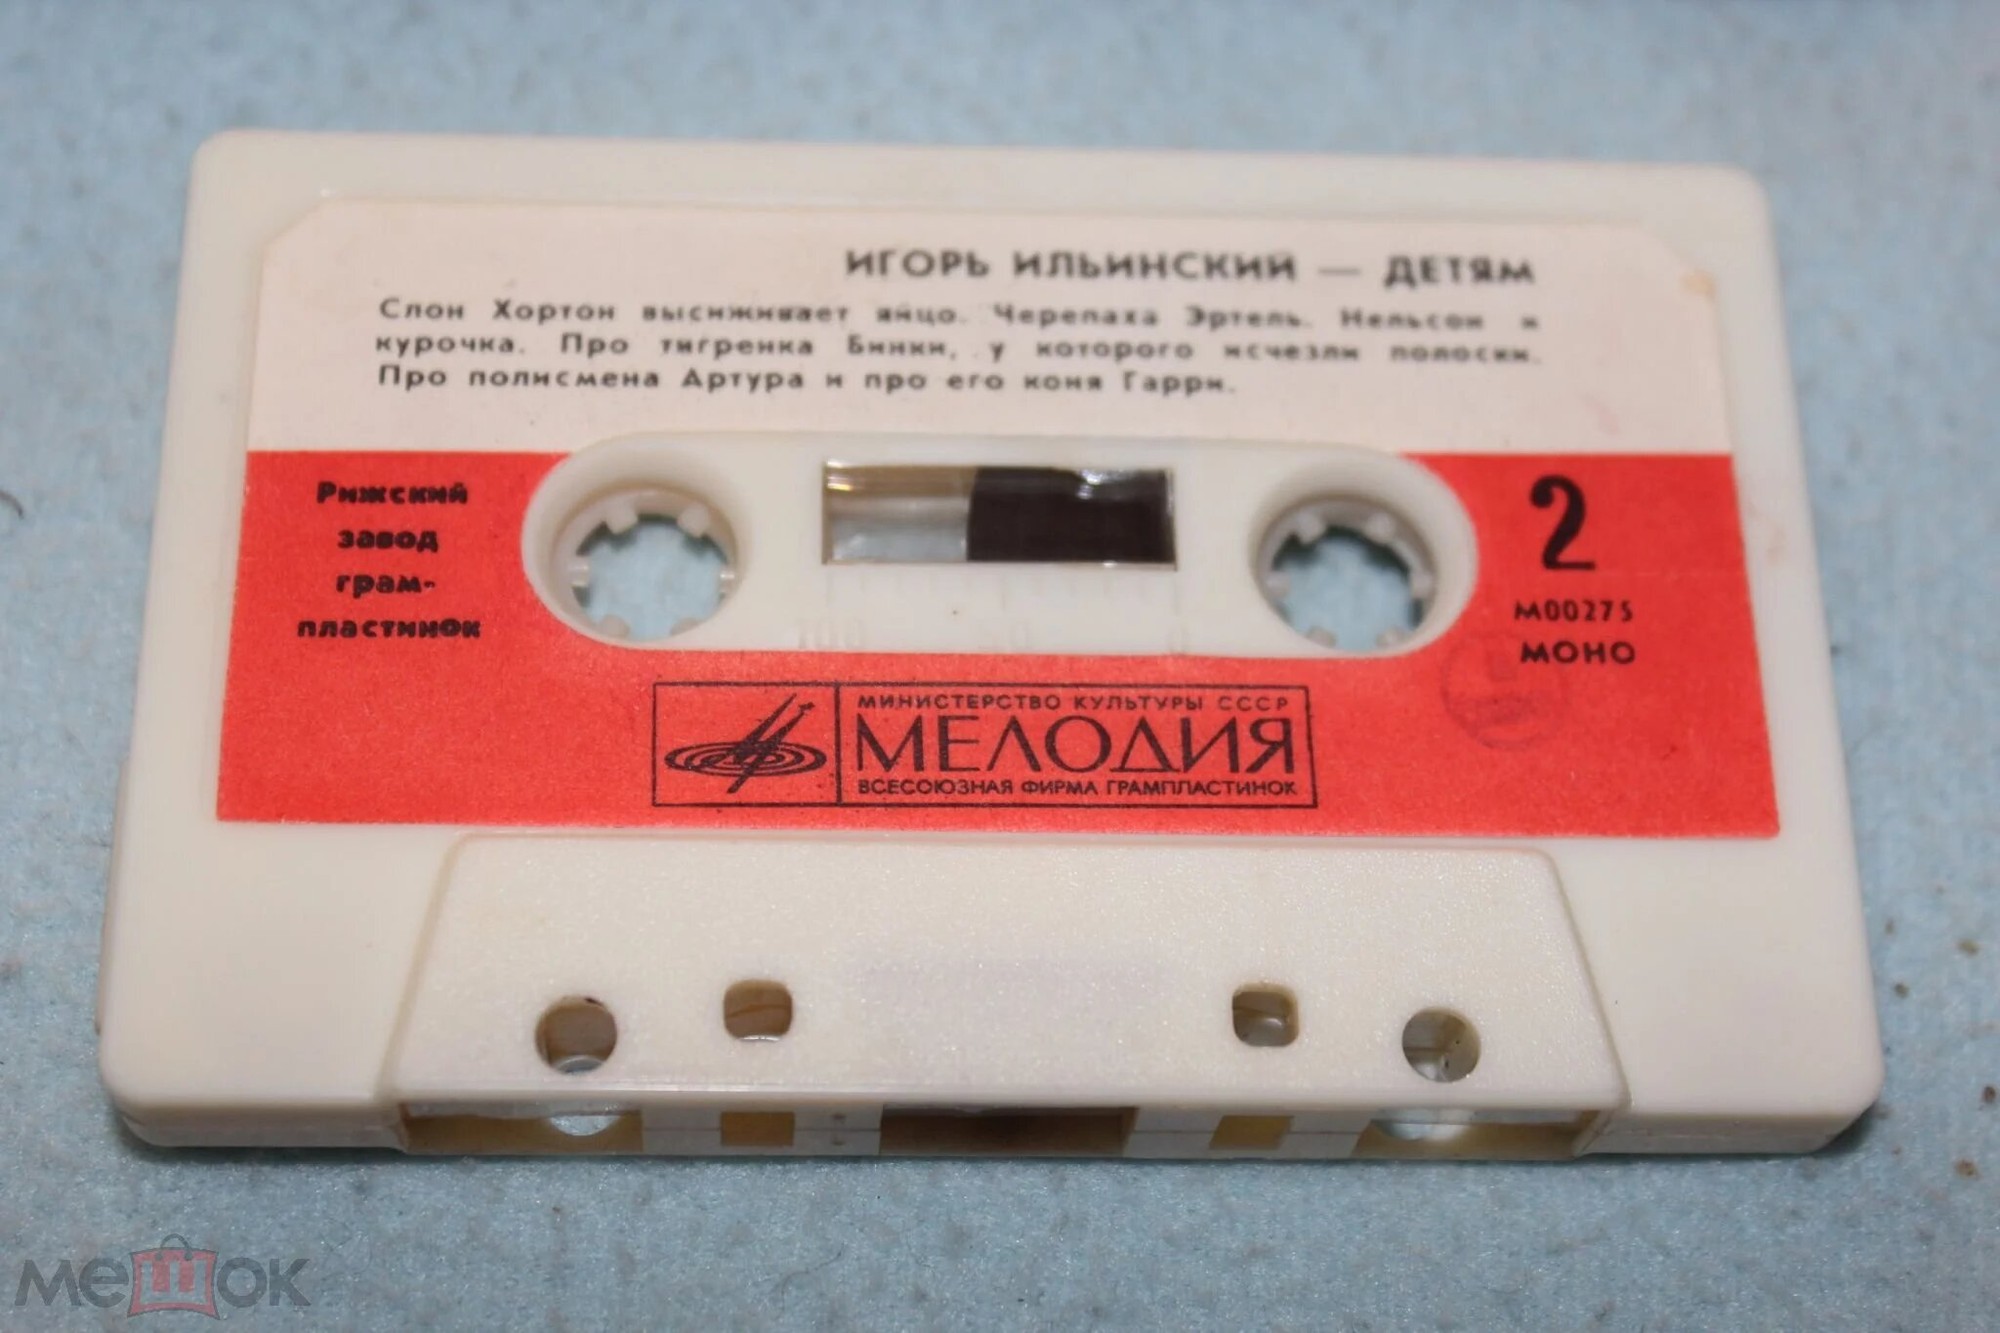 ИГОРЬ ИЛЬИНСКИЙ — ДЕТЯМ
Слон Хортон высиживает яйцо. Черепаха Эртель. Нельсон и
курочка. Про тигренка Бинки, у которого исчезли полоски.
Про полисмена Артура и про его коня Гарри.
Рижский
завод
грам-
пластинок
2
М00275
МОНО
МИНИСТЕРСТВО КУЛЬТУРЫ СССР
МЕЛОДИЯ
ВСЕСОЮЗНАЯ ФИРМА ГРАМПЛАСТИНОК
мешок